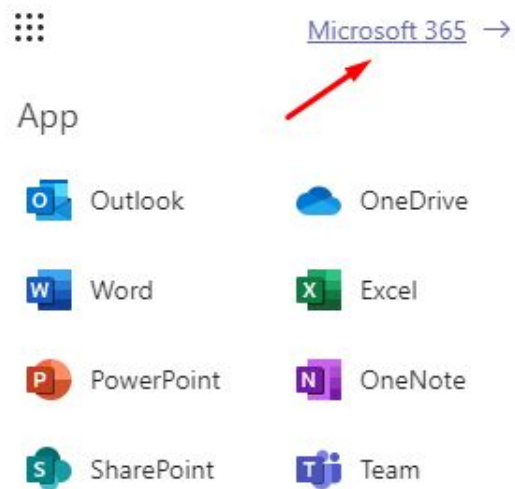 Microsoft 365 →
App
Outlook OneDrive
Word Excel
PowerPoint OneNote
SharePoint Team